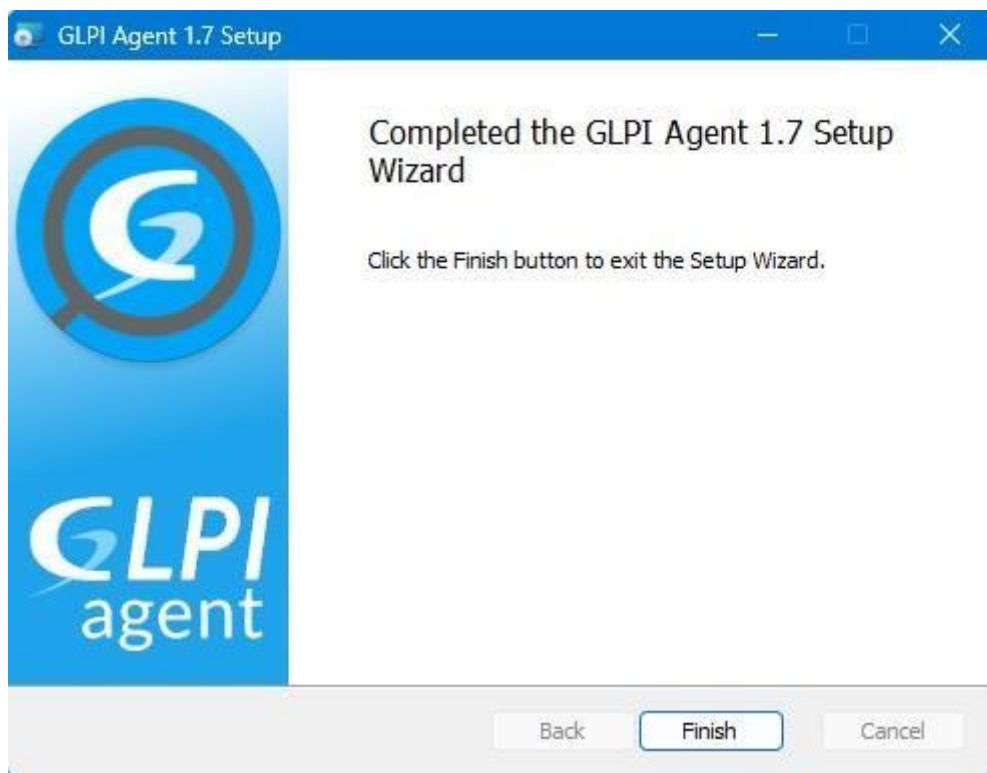 GLPI Agent 1.7 Setup
Completed the GLPI Agent 1.7 Setup
Wizard
Click the Finish button to exit the Setup Wizard.
GLPI
agent
Back
Finish
Cancel